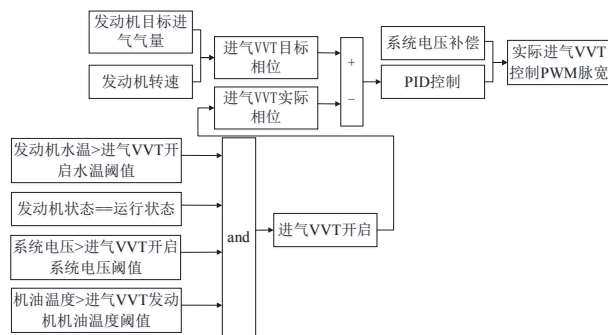 发动机目标进
气气量
发动机转速
进气VVT目标
相位
进气VVT实际
相位
+
−
系统电压补偿
PID控制
实际进气VVT
控制PWM脉宽
发动机水温>进气VVT开
启水温阈值
发动机状态==运行状态
系统电压>进气VVT开启
系统电压阈值
机油温度>进气VVT发动
机机油温度阈值
and
进气VVT开启